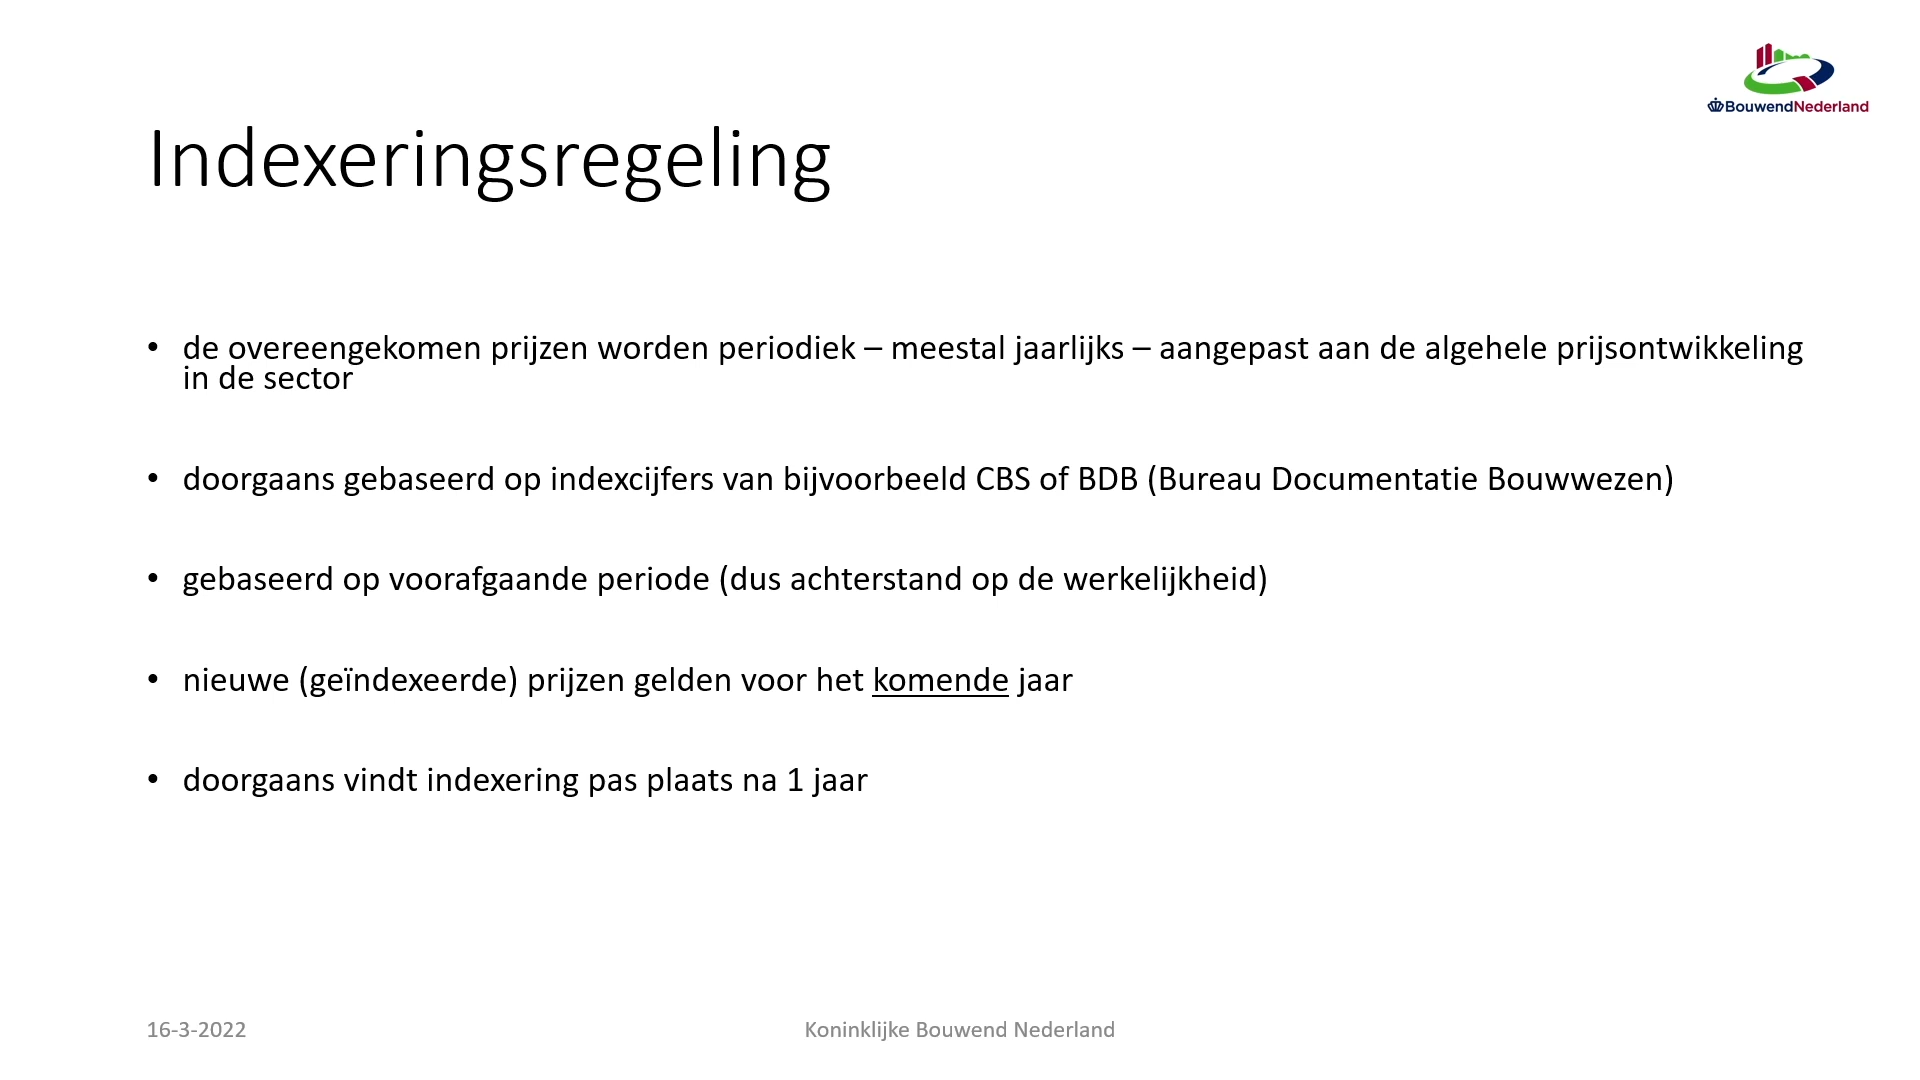 BouwendNederland
Indexeringsregeling
• de overeengekomen prijzen worden periodiek – meestal jaarlijks – aangepast aan de algehele prijsontwikkeling
in de sector
• doorgaans gebaseerd op indexcijfers van bijvoorbeeld CBS of BDB (Bureau Documentatie Bouwwezen)
• gebaseerd op voorafgaande periode (dus achterstand op de werkelijkheid)
• nieuwe (geïndexeerde) prijzen gelden voor het komende jaar
• doorgaans vindt indexering pas plaats na 1 jaar
16-3-2022
Koninklijke Bouwend Nederland